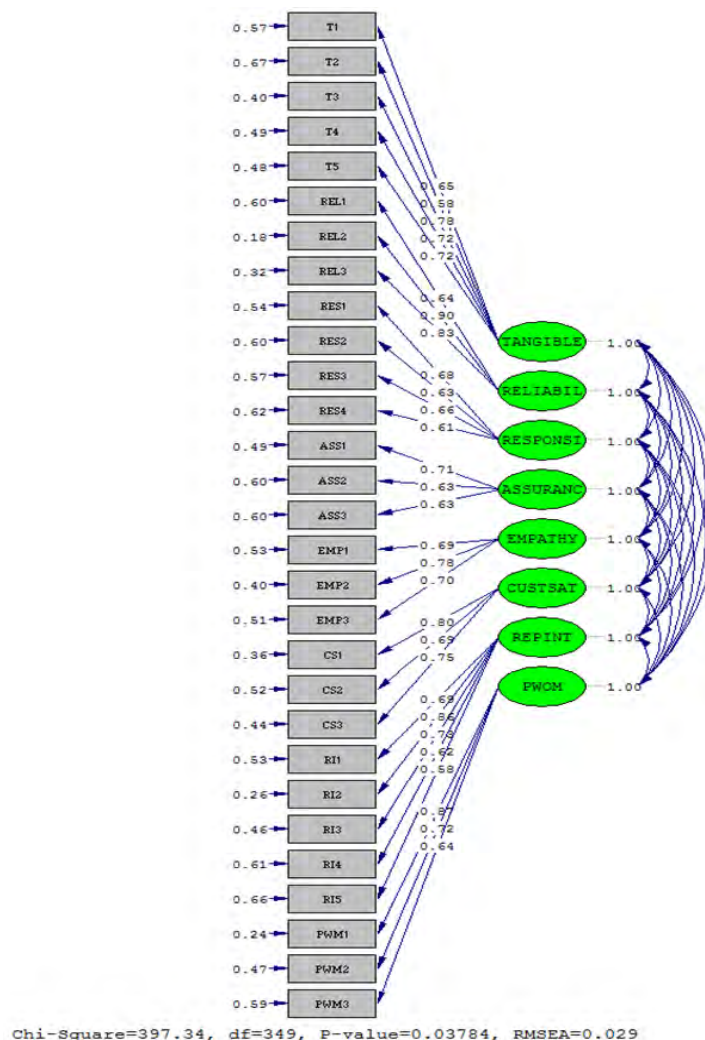 0.57 T1
0.67 T2
0.40 T3
0.49 T4
0.48 T5
0.65
0.58
0.78
0.72
0.72
0.60 REL1
0.18 REL2
0.32 REL3
0.64
0.90
0.83
0.54 RES1
0.60 RES2
0.57 RES3
0.62 RES4
0.68
0.63
0.66
0.61
0.49 ASS1
0.60 ASS2
0.60 ASS3
0.71
0.63
0.63
0.53 EMP1
0.40 EMP2
0.51 EMP3
0.69
0.78
0.70
0.36 CS1
0.52 CS2
0.44 CS3
0.80
0.69
0.75
0.53 RI1
0.26 RI2
0.46 RI3
0.61 RI4
0.66 RI5
0.69
0.86
0.62
0.58
0.24 PWM1
0.47 PWM2
0.59 PWM3
0.87
0.72
0.64
TANGIBLE 1.00
RELIABIL 1.00
RESPONSI 1.00
ASSURANC 1.00
EMPATHY 1.00
CUSTSAT 1.00
REPINT 1.00
PWOM 1.00
Chi-Square=397.34, df=349, P-value=0.03784, RMSEA=0.029